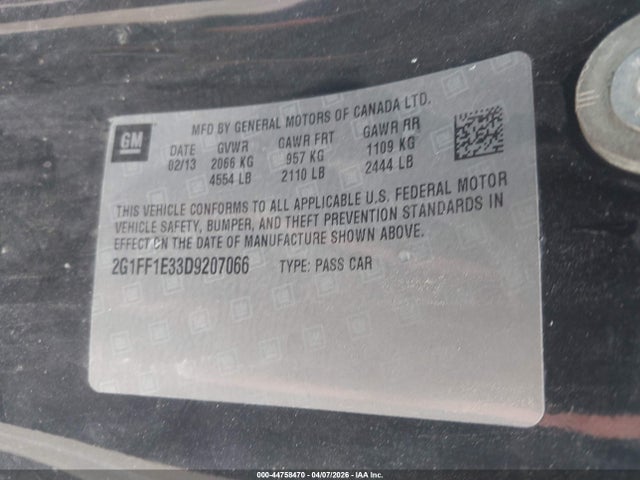 GM
MFD BY GENERAL MOTORS OF CANADA LTD.
DATE GVWR GAWR FRT GAWR RR
02/13 2066 KG 957 KG 1109 KG
4554 LB 2110 LB 2444 LB
THIS VEHICLE CONFORMS TO ALL APPLICABLE U.S. FEDERAL MOTOR
VEHICLE SAFETY, BUMPER, AND THEFT PREVENTION STANDARDS IN
EFFECT ON THE DATE OF MANUFACTURE SHOWN ABOVE.
2G1FF1E33D9207066 TYPE: PASS CAR
000-44758470 - 04/07/2026 - IAA Inc.